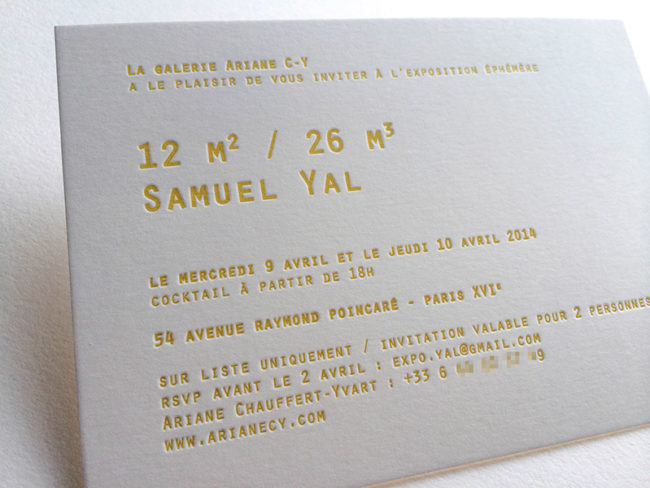 La galerie Ariane C-Y
a le plaisir de vous inviter à l'exposition éphémère
12 m² / 26 m³
Samuel Yal
le mercredi 9 avril et le jeudi 10 avril 2014
cocktail à partir de 18h
54 avenue Raymond Poincaré - Paris XVIe
sur liste uniquement / invitation valable pour 2 personnes
rsvp avant le 2 avril : expo.yal@gmail.com
Ariane Chauffert-Yvart : +33 6 9
www.arianecy.com